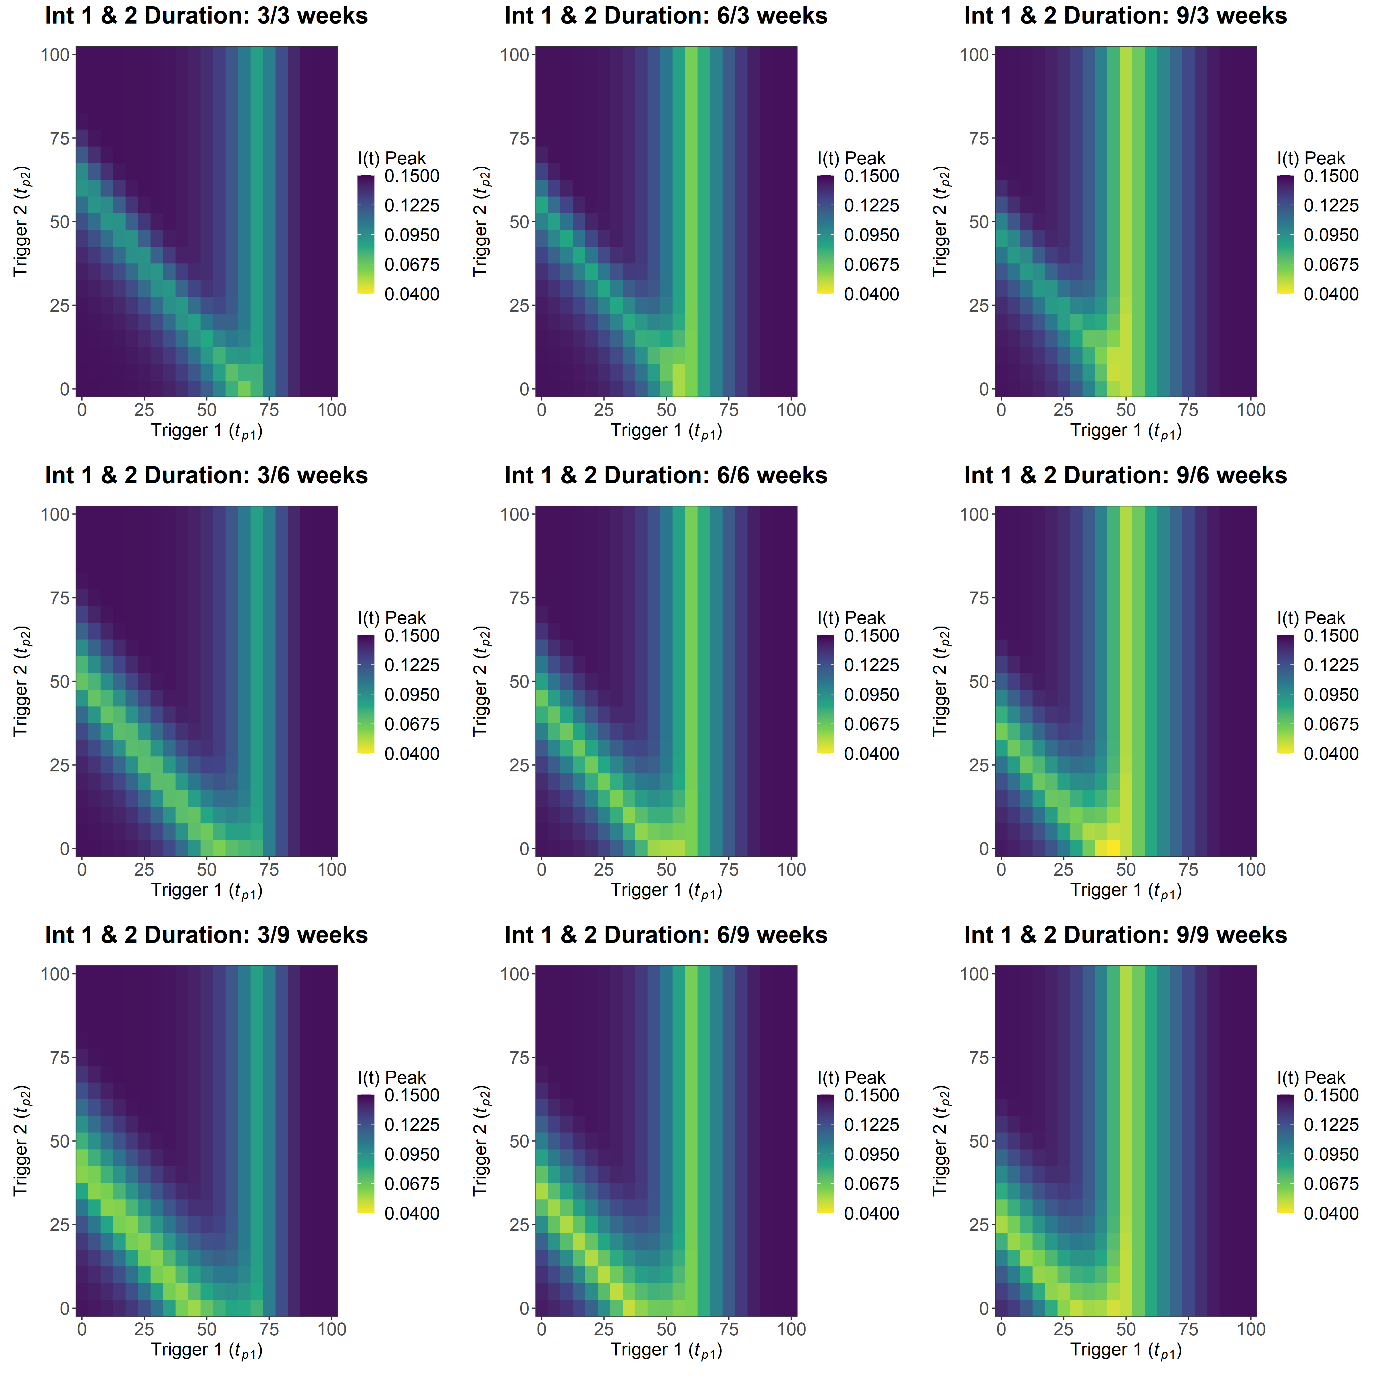 Int 1 & 2 Duration: 3/3 weeks
100
75
50
25
0
0 25 50 75 100
Trigger 2 (tp2)
Trigger 1 (tp1)
I(t) Peak
0.1500
0.1225
0.0950
0.0675
0.0400
Int 1 & 2 Duration: 6/3 weeks
100
75
50
25
0
0 25 50 75 100
Trigger 2 (tp2)
Trigger 1 (tp1)
I(t) Peak
0.1500
0.1225
0.0950
0.0675
0.0400
Int 1 & 2 Duration: 9/3 weeks
100
75
50
25
0
0 25 50 75 100
Trigger 2 (tp2)
Trigger 1 (tp1)
I(t) Peak
0.1500
0.1225
0.0950
0.0675
0.0400
Int 1 & 2 Duration: 3/6 weeks
100
75
50
25
0
0 25 50 75 100
Trigger 2 (tp2)
Trigger 1 (tp1)
I(t) Peak
0.1500
0.1225
0.0950
0.0675
0.0400
Int 1 & 2 Duration: 6/6 weeks
100
75
50
25
0
0 25 50 75 100
Trigger 2 (tp2)
Trigger 1 (tp1)
I(t) Peak
0.1500
0.1225
0.0950
0.0675
0.0400
Int 1 & 2 Duration: 9/6 weeks
100
75
50
25
0
0 25 50 75 100
Trigger 2 (tp2)
Trigger 1 (tp1)
I(t) Peak
0.1500
0.1225
0.0950
0.0675
0.0400
Int 1 & 2 Duration: 3/9 weeks
100
75
50
25
0
0 25 50 75 100
Trigger 2 (tp2)
Trigger 1 (tp1)
I(t) Peak
0.1500
0.1225
0.0950
0.0675
0.0400
Int 1 & 2 Duration: 6/9 weeks
100
75
50
25
0
0 25 50 75 100
Trigger 2 (tp2)
Trigger 1 (tp1)
I(t) Peak
0.1500
0.1225
0.0950
0.0675
0.0400
Int 1 & 2 Duration: 9/9 weeks
100
75
50
25
0
0 25 50 75 100
Trigger 2 (tp2)
Trigger 1 (tp1)
I(t) Peak
0.1500
0.1225
0.0950
0.0675
0.0400